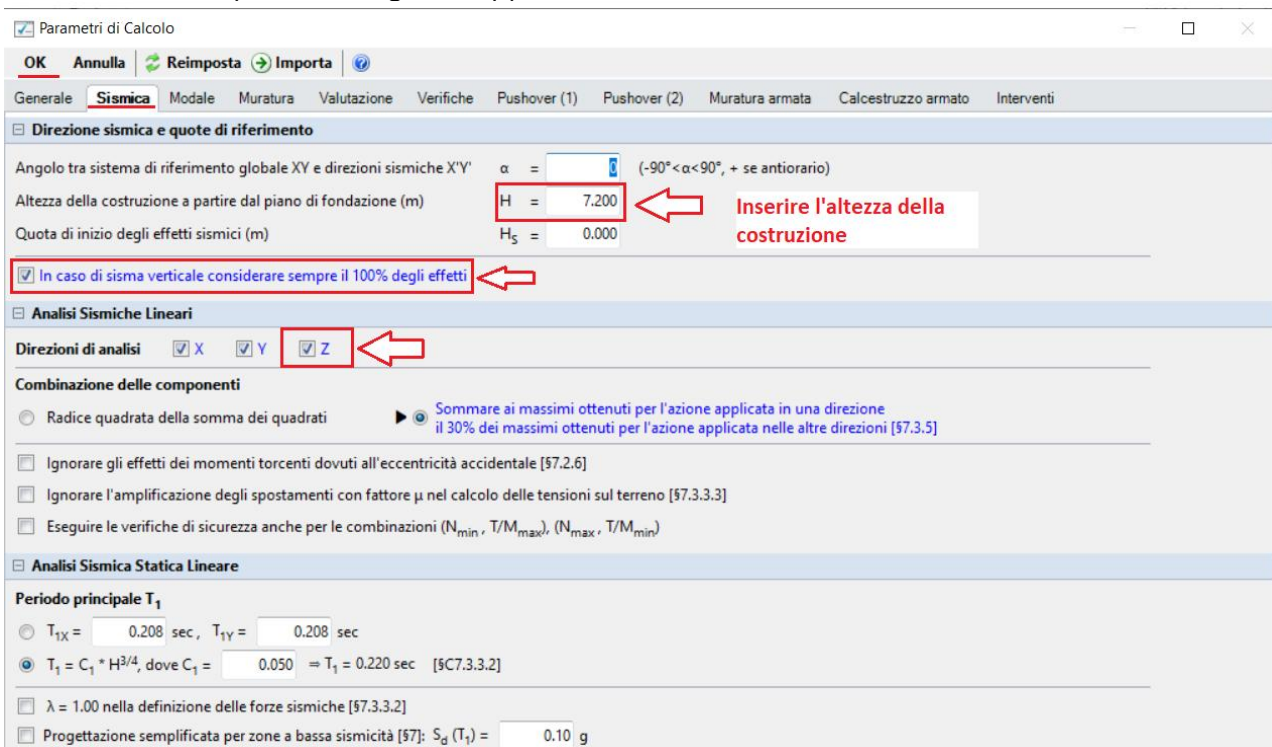 Parametri di Calcolo
OK Annulla Reimposta Importa
Generale Sismica Modale Muratura Valutazione Verifiche Pushover (1) Pushover (2) Muratura armata Calcestruzzo armato Interventi
Direzione sismica e quote di riferimento
Angolo tra sistema di riferimento globale XY e direzioni sismiche X'Y' α = 0 (-90°<α<90°, + se antiorario)
Altezza della costruzione a partire dal piano di fondazione (m) H = 7.200
Inserire l'altezza della
costruzione
Quota di inizio degli effetti sismici (m) HS = 0.000
In caso di sisma verticale considerare sempre il 100% degli effetti
Analisi Sismiche Lineari
Direzioni di analisi X Y Z
Combinazione delle componenti
Radice quadrata della somma dei quadrati
Sommare ai massimi ottenuti per l'azione applicata in una direzione
il 30% dei massimi ottenuti per l'azione applicata nelle altre direzioni [§7.3.5]
Ignorare gli effetti dei momenti torcenti dovuti all'eccentricità accidentale [§7.2.6]
Ignorare l'amplificazione degli spostamenti con fattore μ nel calcolo delle tensioni sul terreno [§7.3.3.3]
Eseguire le verifiche di sicurezza anche per le combinazioni (Nmin , T/Mmax), (Nmax , T/Mmin)
Analisi Sismica Statica Lineare
Periodo principale T1
T1X = 0.208 sec , T1Y = 0.208 sec
T1 = C1 * H3/4, dove C1 = 0.050 ⇒ T1 = 0.220 sec [§C7.3.3.2]
λ = 1.00 nella definizione delle forze sismiche [§7.3.3.2]
Progettazione semplificata per zone a bassa sismicità [§7]: Sd (T1) = 0.10 g